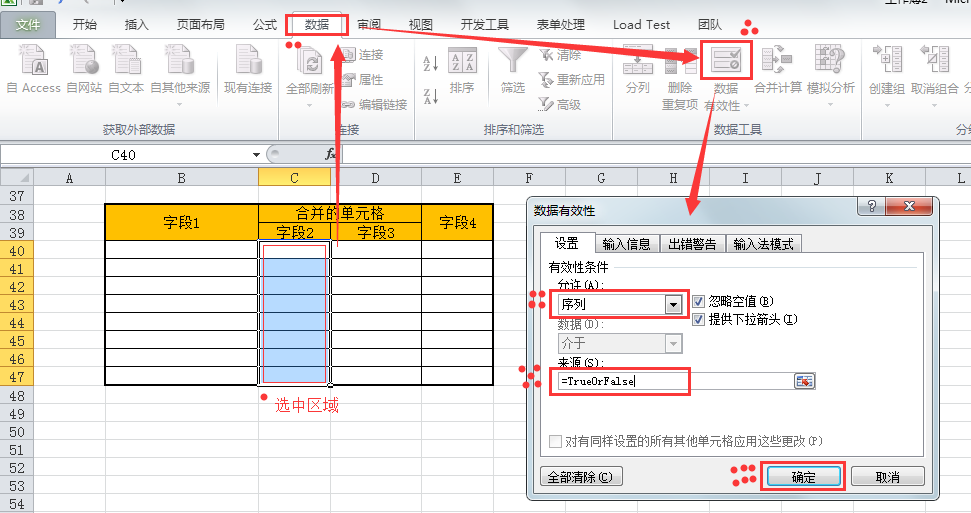 工作簿2 - Micr
文件 开始 插入 页面布局 公式 数据 审阅 视图 开发工具 表单处理 Load Test 团队
自 Access 自网站 自文本 自其他来源 现有连接 全部刷新 连接 属性 编辑链接 排序 筛选 清除 重新应用 高级 分列 删除 重复项 数据 有效性 合并计算 模拟分析 创建组 取消组合
获取外部数据 连接 排序和筛选 数据工具 分级
C40 fx
A B C D E F G H I J K L
37
38 字段1 合并的单元格 字段4
39 字段2 字段3
40
41
42
43
44
45
46
47
48
49
50
51
52
53
54
选中区域
数据有效性
设置 输入信息 出错警告 输入法模式
有效性条件
允许(A):
序列 忽略空值(B)
数据(D): 提供下拉箭头(I)
介于
来源(S):
=TrueOrFalse
对有同样设置的所有其他单元格应用这些更改(P)
全部清除(C) 确定 取消